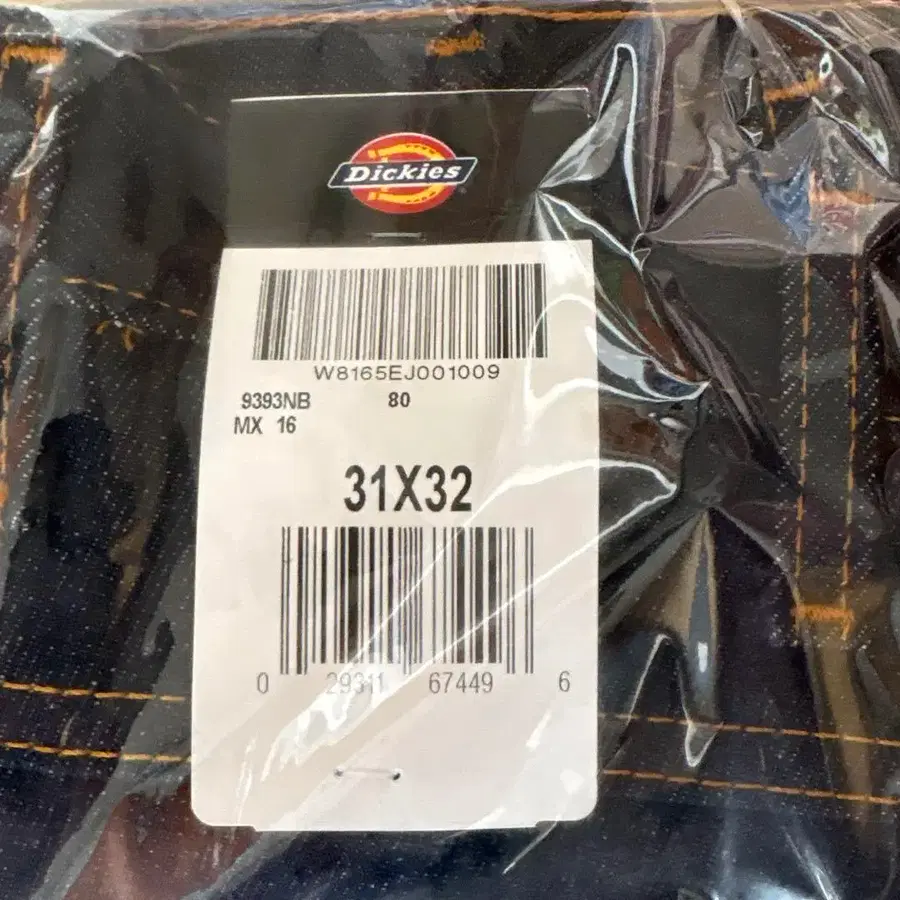 Dickies
W8165EJ001009
9393NB 80
MX 16
31X32
0 29311 67449 6